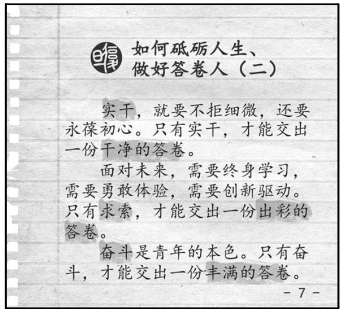 如何砥砺人生、
做好答卷人（二）
实干，就要不拒细微，还要
永葆初心。只有实干，才能交出
一份干净的答卷。
面对未来，需要终身学习，
需要勇敢体验，需要创新驱动。
只有求索，才能交出一份出彩的
答卷。
奋斗是青年的本色。只有奋
斗，才能交出一份丰满的答卷。
- 7 -